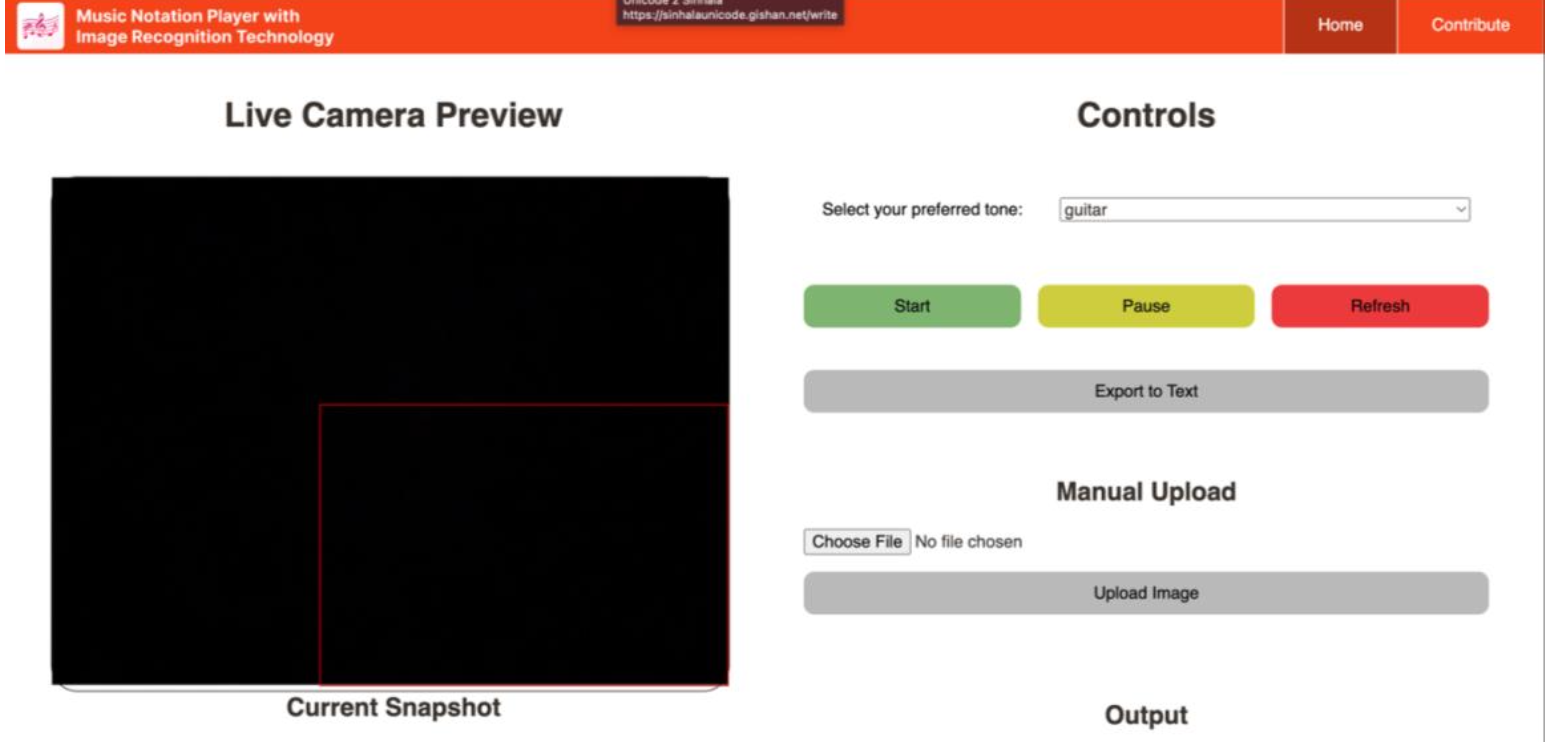 Music Notation Player with
Image Recognition Technology
Unicode 2 Sinhala
https://sinhalaunicode.gishan.net/write
Home
Contribute
Live Camera Preview
Controls
Select your preferred tone:
guitar
Start
Pause
Refresh
Export to Text
Manual Upload
Choose File No file chosen
Upload Image
Current Snapshot
Output